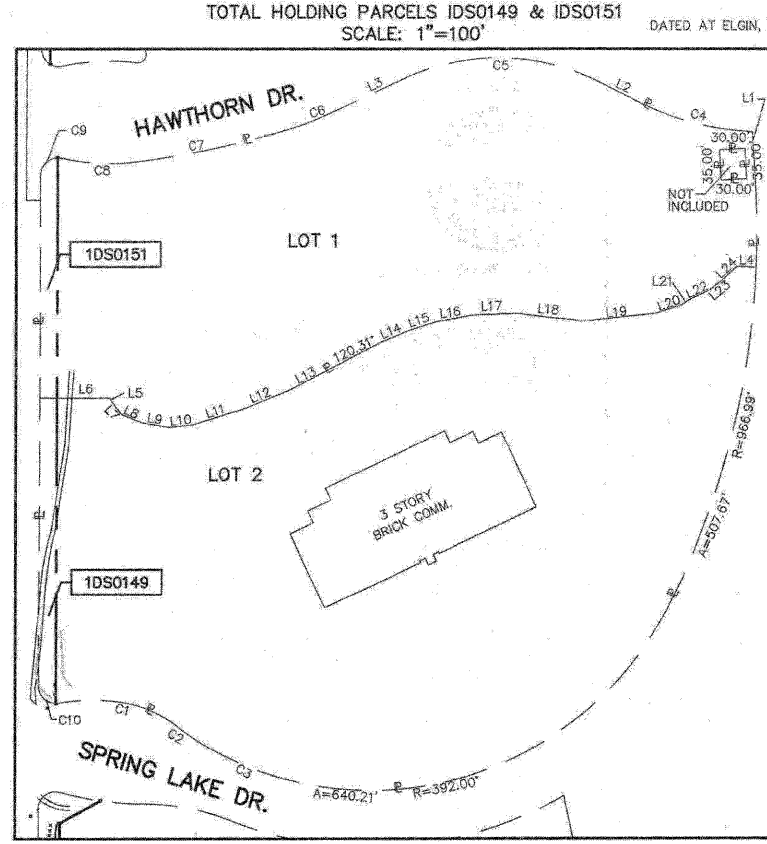 TOTAL HOLDING PARCELS IDS0149 & IDS0151
SCALE: 1"=100'
DATED AT ELGIN,
HAWTHORN DR.
C5
L3
C6
C7
C8
C9
L2
C4
L1
30.00'
35.00'
35.00'
30.00'
NOT
INCLUDED
1DS0151
LOT 1
L4
L24
L23
L22
L21
L20
L19
L18
L17
L16
L15
L14
120.31'
L13
L12
L11
L10
L9
L8
L5
L6
LOT 2
3 STORY
BRICK COMM.
R=966.99'
A=507.67'
1DS0149
C10
C1
C2
C3
SPRING LAKE DR.
A=640.21'
R=392.00'